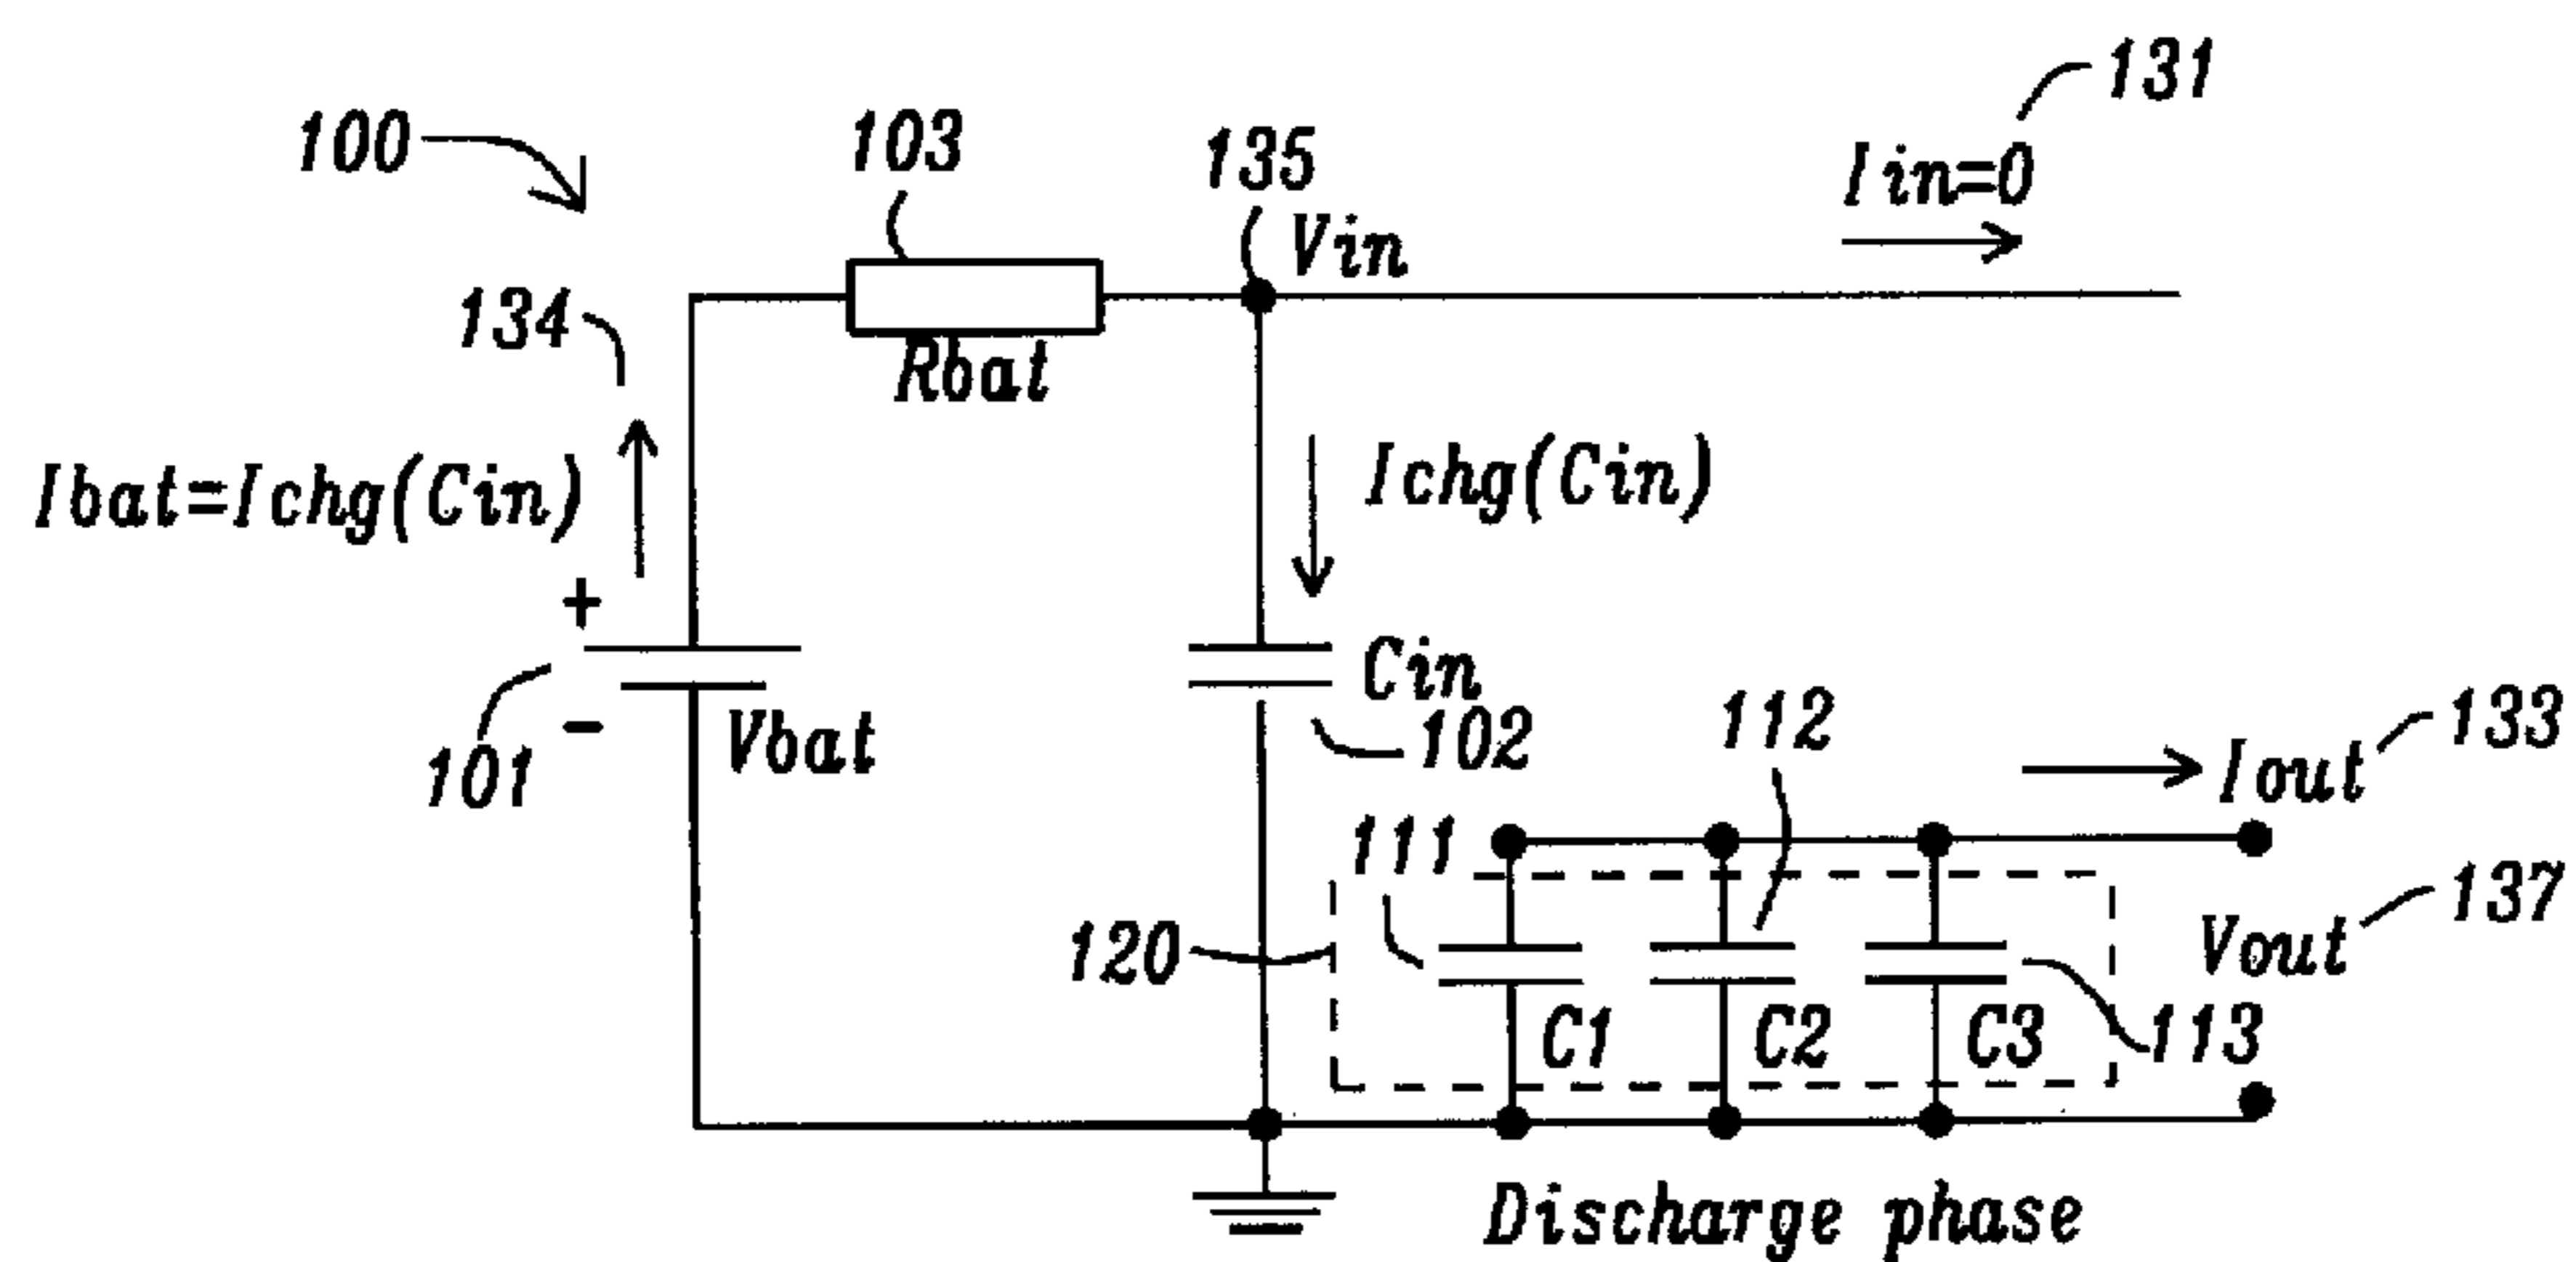 131
100
103
135
Iin=0
Vin
134
Rbat
Ibat=Ichg(Cin)
Ichg(Cin)
+
Cin
-
Vbat
102
112
133
101
Iout
111
137
120
Vout
C1
C2
C3
113
Discharge phase